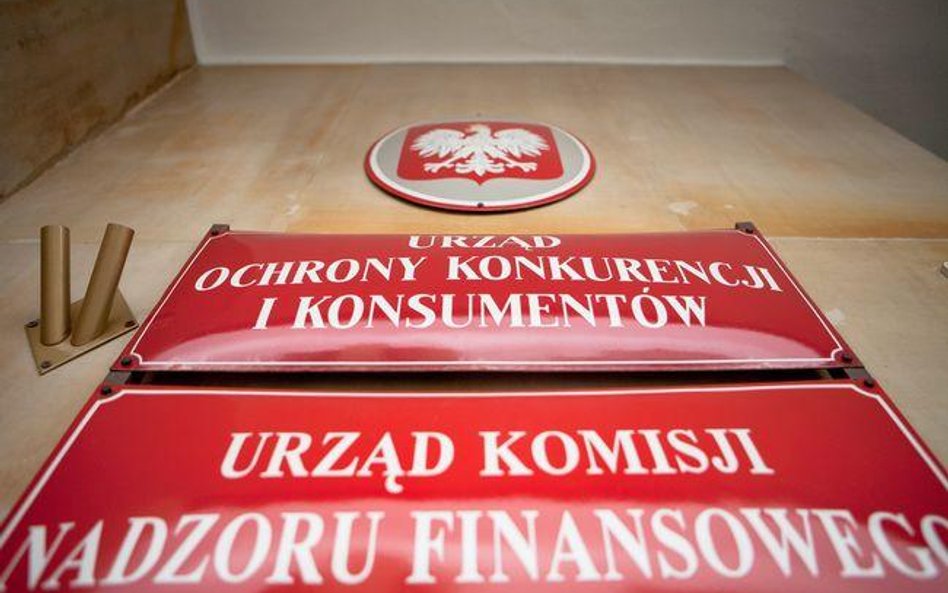 URZĄD
OCHRONY KONKURENCJI
I KONSUMENTÓW
URZĄD KOMISJI
NADZORU FINANSOWEGO